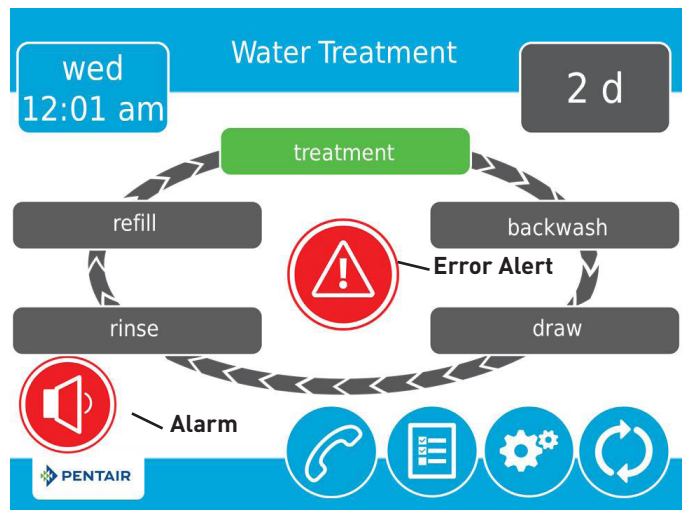 wed
12:01 am
Water Treatment
2 d
treatment
refill
backwash
Error Alert
rinse
draw
Alarm
PENTAIR